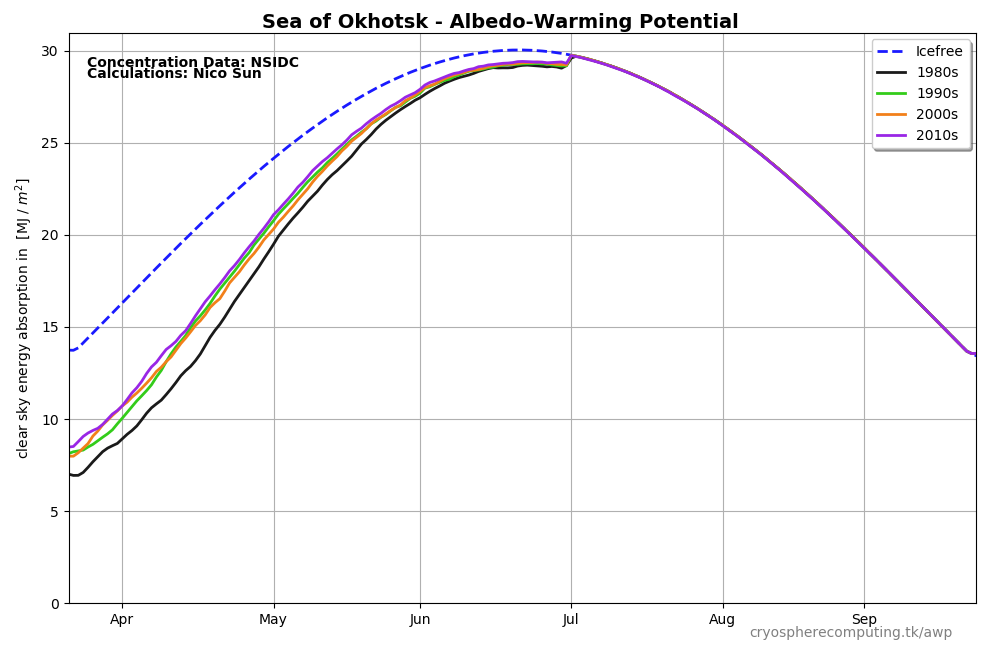 Sea of Okhotsk - Albedo-Warming Potential
Concentration Data: NSIDC
Calculations: Nico Sun
Icefree
1980s
1990s
2000s
2010s
clear sky energy absorption in [MJ / m²]
30
25
20
15
10
5
0
Apr May Jun Jul Aug Sep
cryospherecomputing.tk/awp